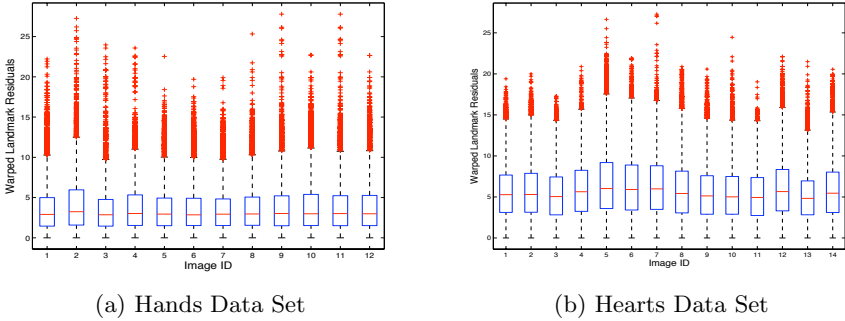 25
20
15
10
5
0
Warped Landmark Residuals
1 2 3 4 5 6 7 8 9 10 11 12
Image ID
(a) Hands Data Set
25
20
15
10
5
0
Warped Landmark Residuals
1 2 3 4 5 6 7 8 9 10 11 12 13 14
Image ID
(b) Hearts Data Set